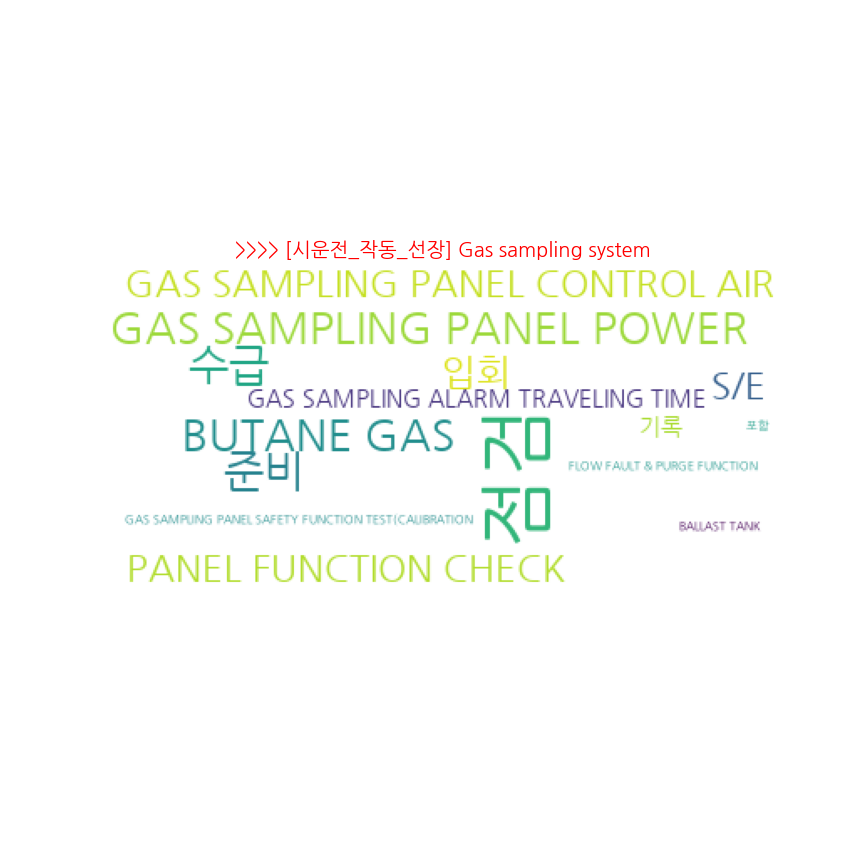 >>>> [시운전_작동_선장] Gas sampling system
GAS SAMPLING PANEL CONTROL AIR
GAS SAMPLING PANEL POWER
수급
입회
S/E
GAS SAMPLING ALARM TRAVELING TIME
기록
포함
BUTANE GAS
점검
준비
FLOW FAULT & PURGE FUNCTION
GAS SAMPLING PANEL SAFETY FUNCTION TEST(CALIBRATION
BALLAST TANK
PANEL FUNCTION CHECK